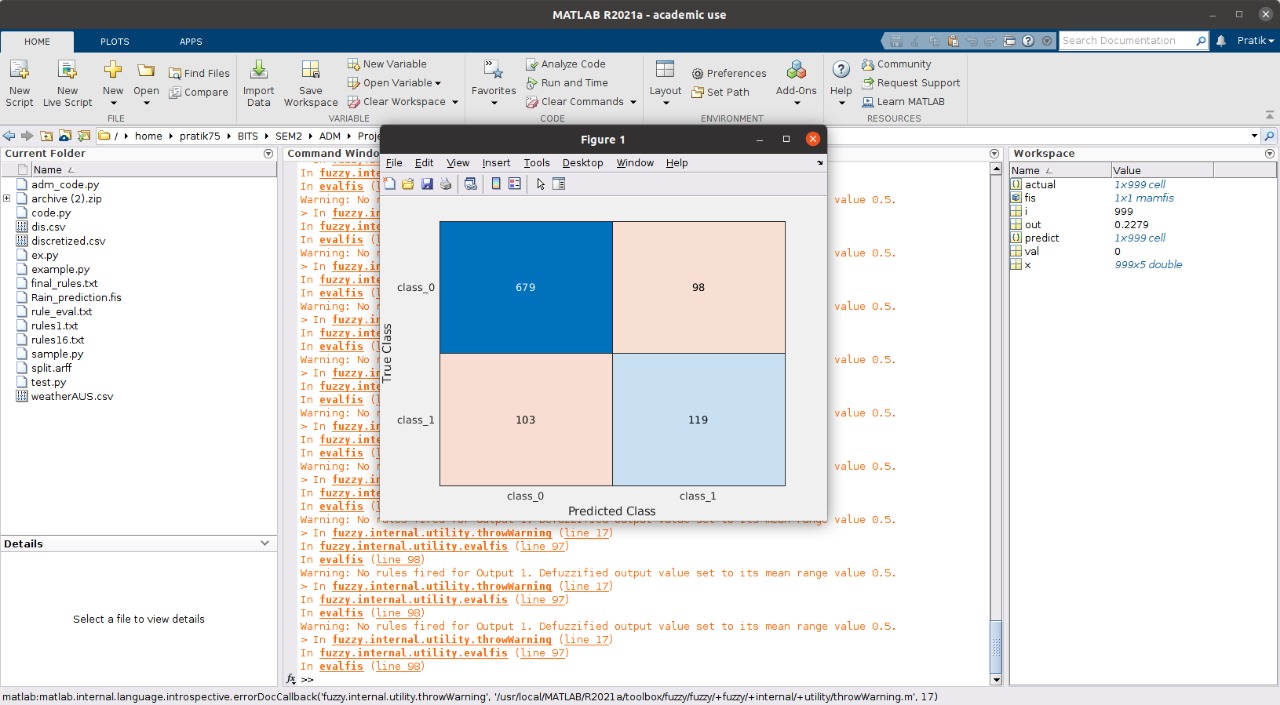 MATLAB R2021a - academic use
HOME PLOTS APPS
Search Documentation
Pratik
New Script
New Live Script
New
Open
Find Files
Compare
FILE
Import Data
Save Workspace
New Variable
Open Variable
Clear Workspace
VARIABLE
Favorites
Analyze Code
Run and Time
Clear Commands
CODE
Layout
Preferences
Set Path
Add-Ons
ENVIRONMENT
Help
Community
Request Support
Learn MATLAB
RESOURCES
/ home pratik75 BITS SEM2 ADM Proj
Current Folder
Name
adm_code.py
archive (2).zip
code.py
dis.csv
discretized.csv
ex.py
example.py
final_rules.txt
Rain_prediction.fis
rule_eval.txt
rules1.txt
rules16.txt
sample.py
split.arff
test.py
weatherAUS.csv
Details
Select a file to view details
Command Windo
In fuzzy.int
In evalfis (l
Warning: No r value 0.5.
> In fuzzy.in
In fuzzy.inte
In evalfis (l
Warning: No r value 0.5.
> In fuzzy.in
In fuzzy.inte
In evalfis (l
Warning: No r value 0.5.
> In fuzzy.in
In fuzzy.inte
In evalfis (l
Warning: No r value 0.5.
> In fuzzy.in
In fuzzy.inte
In evalfis (l
Warning: No r value 0.5.
> In fuzzy.in
In fuzzy.inte
In evalfis (l
Warning: No r value 0.5.
> In fuzzy.in
In fuzzy.inte
In evalfis (l
Warning: No rules fired for Output 1. Defuzzified output value set to its mean range value 0.5.
> In fuzzy.internal.utility.throwWarning (line 17)
In fuzzy.internal.utility.evalfis (line 97)
In evalfis (line 98)
Warning: No rules fired for Output 1. Defuzzified output value set to its mean range value 0.5.
> In fuzzy.internal.utility.throwWarning (line 17)
In fuzzy.internal.utility.evalfis (line 97)
In evalfis (line 98)
Warning: No rules fired for Output 1. Defuzzified output value set to its mean range value 0.5.
> In fuzzy.internal.utility.throwWarning (line 17)
In fuzzy.internal.utility.evalfis (line 97)
In evalfis (line 98)
fx >>
Figure 1
File Edit View Insert Tools Desktop Window Help
True Class
class_0 679 98
class_1 103 119
class_0 class_1
Predicted Class
Workspace
Name Value
actual 1x999 cell
fis 1x1 mamfis
i 999
out 0.2279
predict 1x999 cell
val 0
x 999x5 double
matlab:matlab.internal.language.introspective.errorDocCallback('fuzzy.internal.utility.throwWarning', '/usr/local/MATLAB/R2021a/toolbox/fuzzy/fuzzy/+fuzzy/+internal/+utility/throwWarning.m', 17)